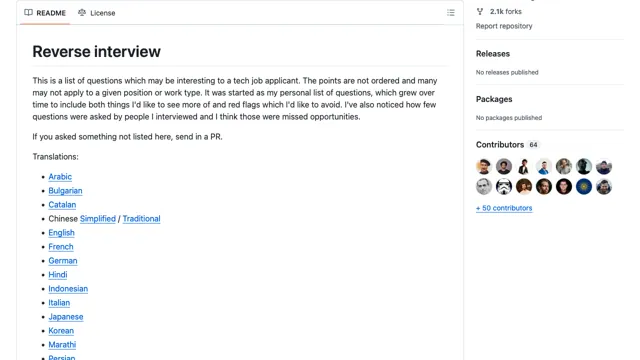 README
License
2.1k forks
Report repository
Reverse interview
This is a list of questions which may be interesting to a tech job applicant. The points are not ordered and many
may not apply to a given position or work type. It was started as my personal list of questions, which grew over
time to include both things I'd like to see more of and red flags which I'd like to avoid. I've also noticed how few
questions were asked by people I interviewed and I think those were missed opportunities.
If you asked something not listed here, send in a PR.
Translations:
• Arabic
• Bulgarian
• Catalan
• Chinese Simplified / Traditional
• English
• French
• German
• Hindi
• Indonesian
• Italian
• Japanese
• Korean
• Marathi
• Persian
Releases
No releases published
Packages
No packages published
Contributors 64
+ 50 contributors